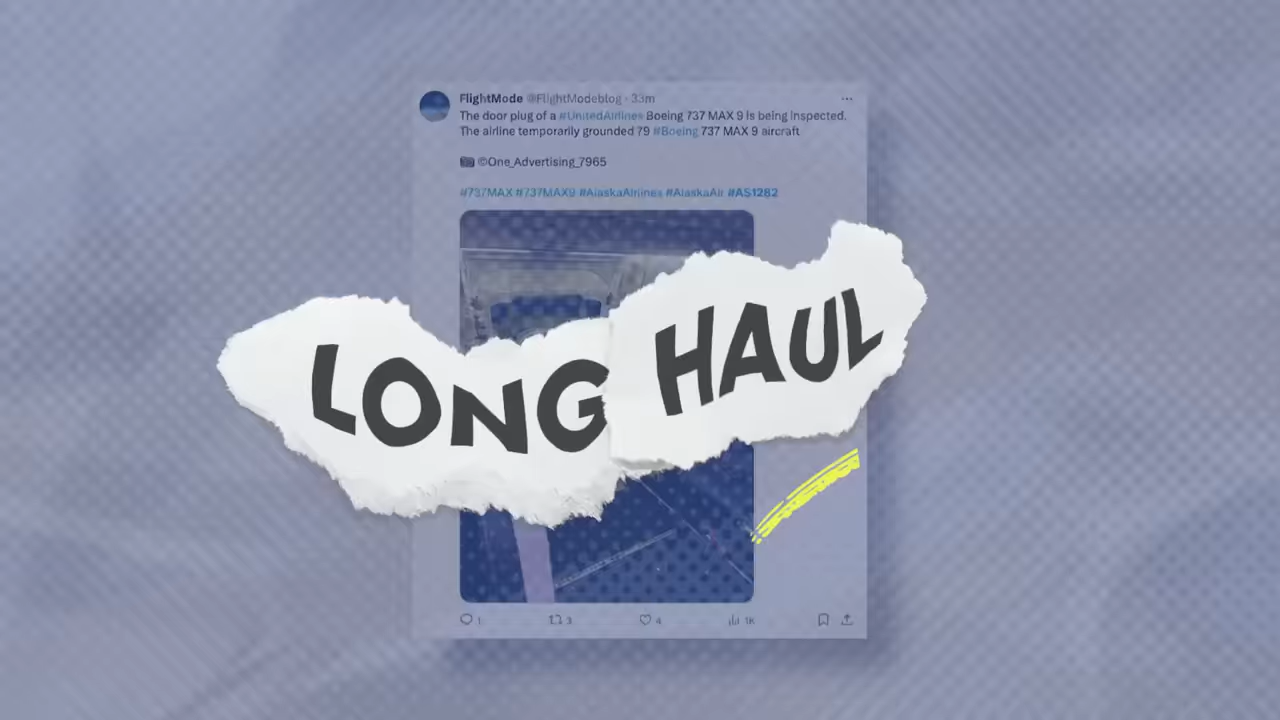 FlightMode @FlightModeblog · 33m
The door plug of a #UnitedAirlines Boeing 737 MAX 9 is being inspected.
The airline temporarily grounded 79 #Boeing 737 MAX 9 aircraft
©One_Advertising_7965
#737MAX #737MAX9 #AlaskaAirlines #AlaskaAir #AS1282
LONG HAUL
1 3 4 1K